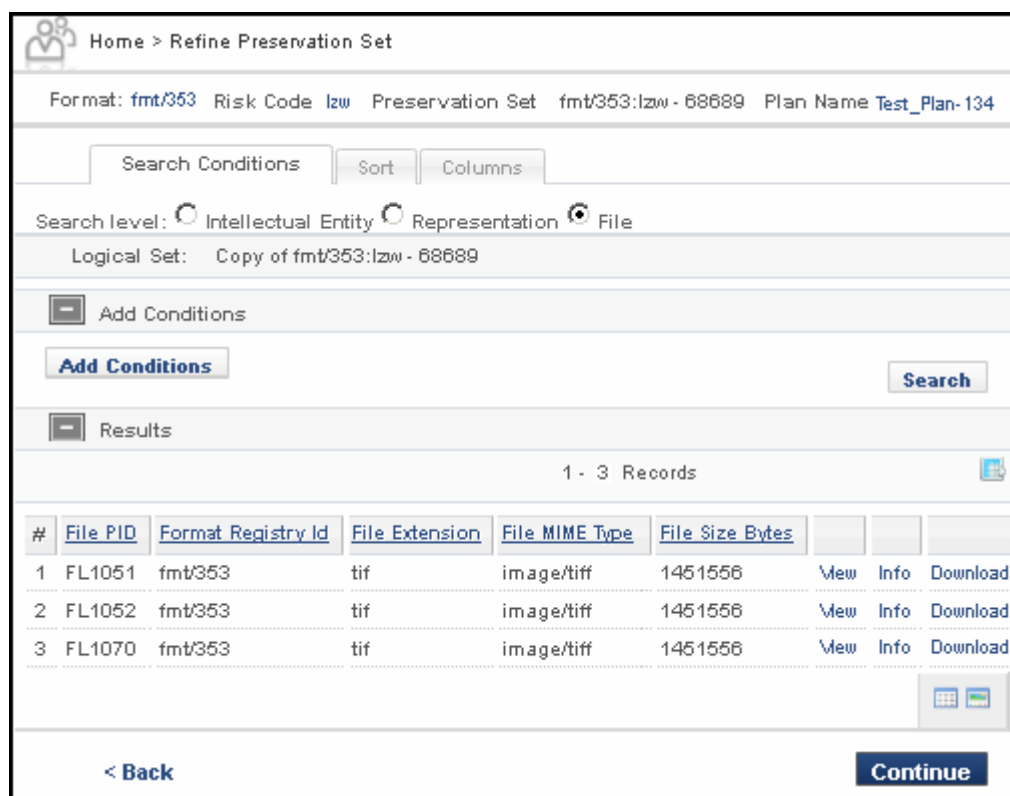 Home > Refine Preservation Set
Format: fmt/353 Risk Code lzw Preservation Set fmt/353:lzw - 68689 Plan Name Test_Plan-134
Search Conditions Sort Columns
Search level: Intellectual Entity Representation File
Logical Set: Copy of fmt/353:lzw - 68689
Add Conditions
Add Conditions
Search
Results
1 - 3 Records
# File PID Format Registry Id File Extension File MIME Type File Size Bytes
1 FL1051 fmt/353 tif image/tiff 1451556 View Info Download
2 FL1052 fmt/353 tif image/tiff 1451556 View Info Download
3 FL1070 fmt/353 tif image/tiff 1451556 View Info Download
< Back Continue